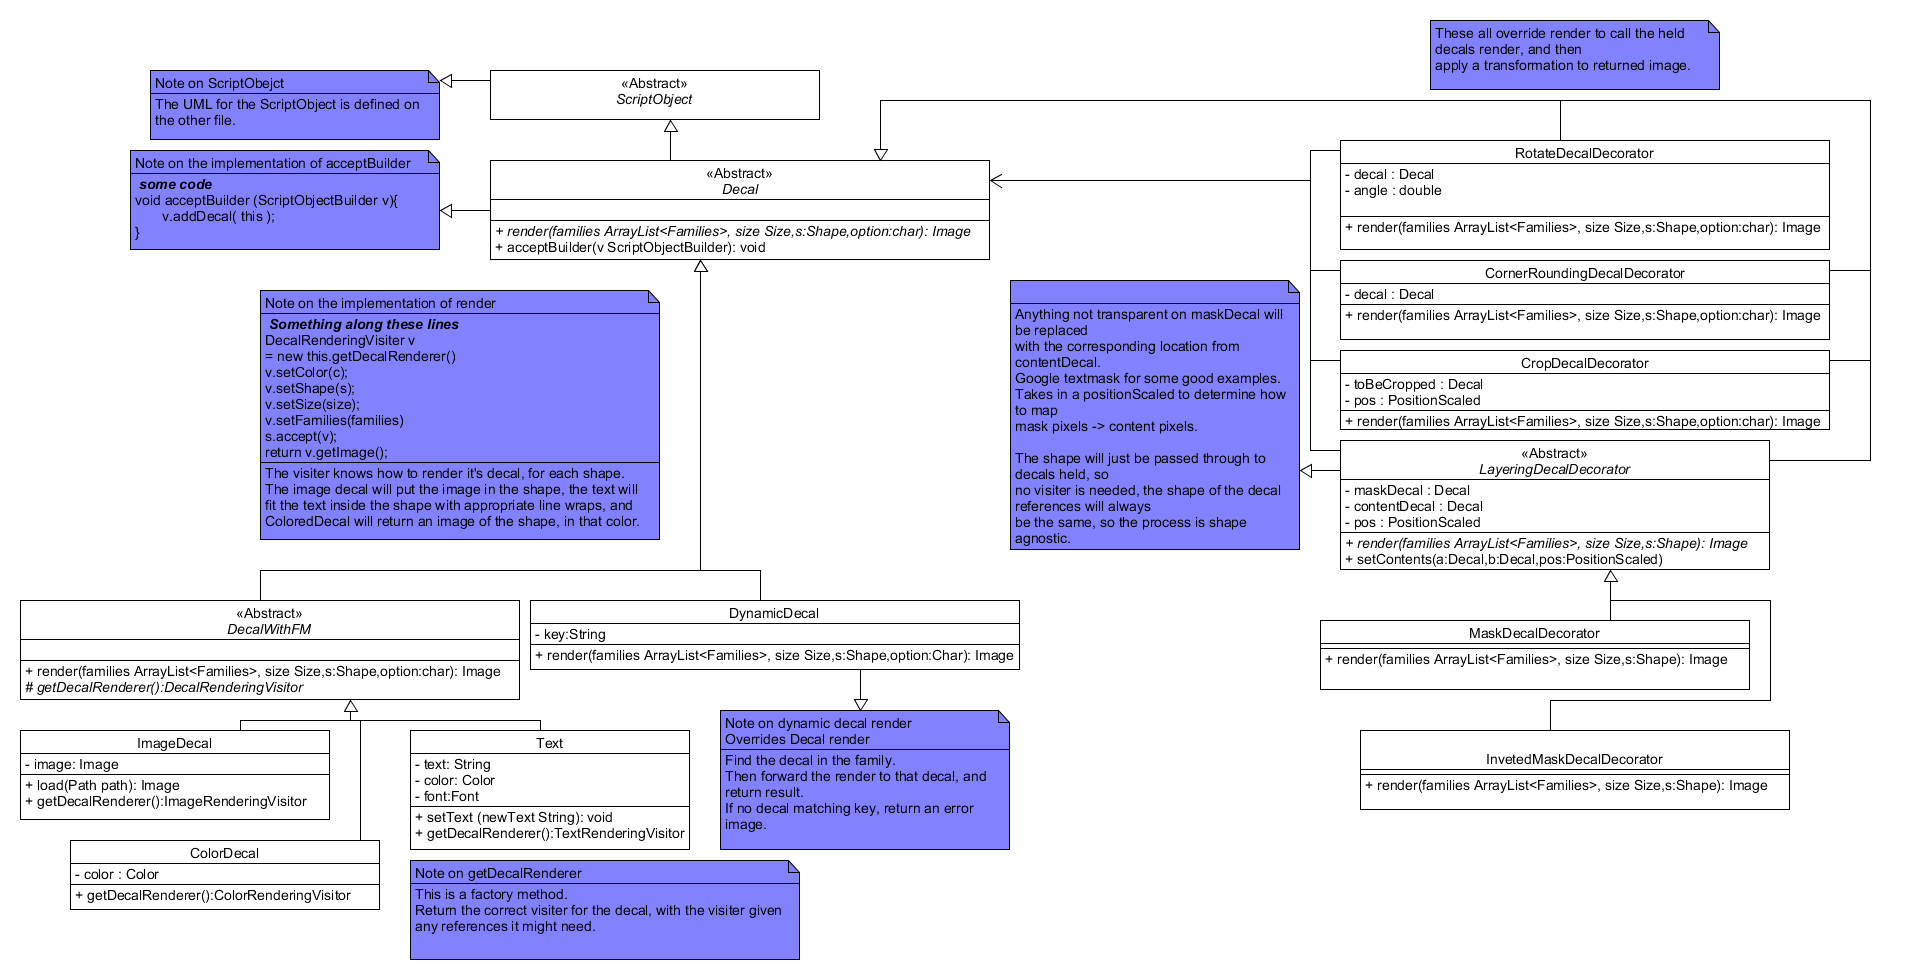 These all override render to call the held
decals render, and then
apply a transformation to returned image.
Note on ScriptObejct
The UML for the ScriptObject is defined on
the other file.
«Abstract»
ScriptObject
Note on the implementation of acceptBuilder
some code
void acceptBuilder (ScriptObjectBuilder v){
v.addDecal( this );
}
«Abstract»
Decal
+ render(families ArrayList<Families>, size Size,s:Shape,option:char): Image
+ acceptBuilder(v ScriptObjectBuilder): void
RotateDecalDecorator
- decal : Decal
- angle : double
+ render(families ArrayList<Families>, size Size,s:Shape,option:char): Image
CornerRoundingDecalDecorator
- decal : Decal
+ render(families ArrayList<Families>, size Size,s:Shape,option:char): Image
CropDecalDecorator
- toBeCropped : Decal
- pos : PositionScaled
+ render(families ArrayList<Families>, size Size,s:Shape,option:char): Image
«Abstract»
LayeringDecalDecorator
- maskDecal : Decal
- contentDecal : Decal
- pos : PositionScaled
+ render(families ArrayList<Families>, size Size,s:Shape): Image
+ setContents(a:Decal,b:Decal,pos:PositionScaled)
Anything not transparent on maskDecal will
be replaced
with the corresponding location from
contentDecal.
Google textmask for some good examples.
Takes in a positionScaled to determine how
to map
mask pixels -> content pixels.
The shape will just be passed through to
decals held, so
no visiter is needed, the shape of the decal
references will always
be the same, so the process is shape
agnostic.
Note on the implementation of render
Something along these lines
DecalRenderingVisiter v
= new this.getDecalRenderer()
v.setColor(c);
v.setShape(s);
v.setSize(size);
v.setFamilies(families)
s.accept(v);
return v.getImage();
The visiter knows how to render it's decal, for each shape.
The image decal will put the image in the shape, the text will
fit the text inside the shape with appropriate line wraps, and
ColoredDecal will return an image of the shape, in that color.
«Abstract»
DecalWithFM
+ render(families ArrayList<Families>, size Size,s:Shape,option:char): Image
# getDecalRenderer():DecalRenderingVisitor
DynamicDecal
- key:String
+ render(families ArrayList<Families>, size Size,s:Shape,option:Char): Image
MaskDecalDecorator
+ render(families ArrayList<Families>, size Size,s:Shape): Image
InvetedMaskDecalDecorator
+ render(families ArrayList<Families>, size Size,s:Shape): Image
ImageDecal
- image: Image
+ load(Path path): Image
+ getDecalRenderer():ImageRenderingVisitor
Text
- text: String
- color: Color
- font:Font
+ setText (newText String): void
+ getDecalRenderer():TextRenderingVisitor
Note on dynamic decal render
Overrides Decal render
Find the decal in the family.
Then forward the render to that decal, and
return result.
If no decal matching key, return an error
image.
ColorDecal
- color : Color
+ getDecalRenderer():ColorRenderingVisitor
Note on getDecalRenderer
This is a factory method.
Return the correct visiter for the decal, with the visiter given
any references it might need.